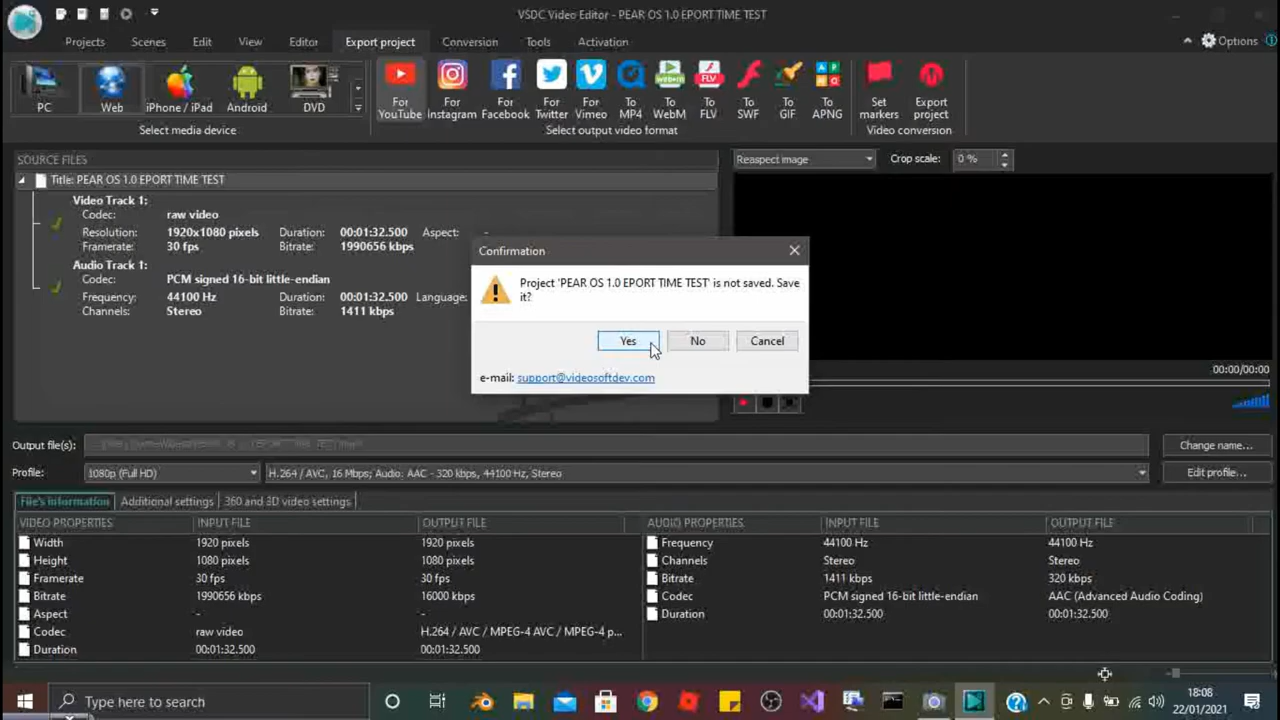 VSDC Video Editor - PEAR OS 1.0 EPORT TIME TEST
Projects Scenes Edit View Editor Export project Conversion Tools Activation Options
PC Web iPhone / iPad Android DVD
Select media device
For YouTube For Instagram For Facebook For Twitter For Vimeo To MP4 To WebM To FLV To SWF To GIF To APNG
Select output video format
Set markers Export project
Video conversion
SOURCE FILES
Reaspect image Crop scale: 0 %
Title: PEAR OS 1.0 EPORT TIME TEST
Video Track 1:
Codec: raw video
Resolution: 1920x1080 pixels Duration: 00:01:32.500 Aspect: -
Framerate: 30 fps Bitrate: 1990656 kbps
Audio Track 1:
Codec: PCM signed 16-bit little-endian
Frequency: 44100 Hz Duration: 00:01:32.500 Language:
Channels: Stereo Bitrate: 1411 kbps
Confirmation
Project 'PEAR OS 1.0 EPORT TIME TEST' is not saved. Save
it?
Yes No Cancel
e-mail: support@videosoftdev.com
00:00/00:00
Output file(s): Change name...
Profile: 1080p (Full HD) H.264 / AVC, 16 Mbps; Audio: AAC - 320 kbps, 44100 Hz, Stereo Edit profile...
File's information Additional settings 360 and 3D video settings
VIDEO PROPERTIES INPUT FILE OUTPUT FILE
Width 1920 pixels 1920 pixels
Height 1080 pixels 1080 pixels
Framerate 30 fps 30 fps
Bitrate 1990656 kbps 16000 kbps
Aspect - -
Codec raw video H.264 / AVC / MPEG-4 AVC / MPEG-4 p...
Duration 00:01:32.500 00:01:32.500
AUDIO PROPERTIES INPUT FILE OUTPUT FILE
Frequency 44100 Hz 44100 Hz
Channels Stereo Stereo
Bitrate 1411 kbps 320 kbps
Codec PCM signed 16-bit little-endian AAC (Advanced Audio Coding)
Duration 00:01:32.500 00:01:32.500
Type here to search
18:08
22/01/2021